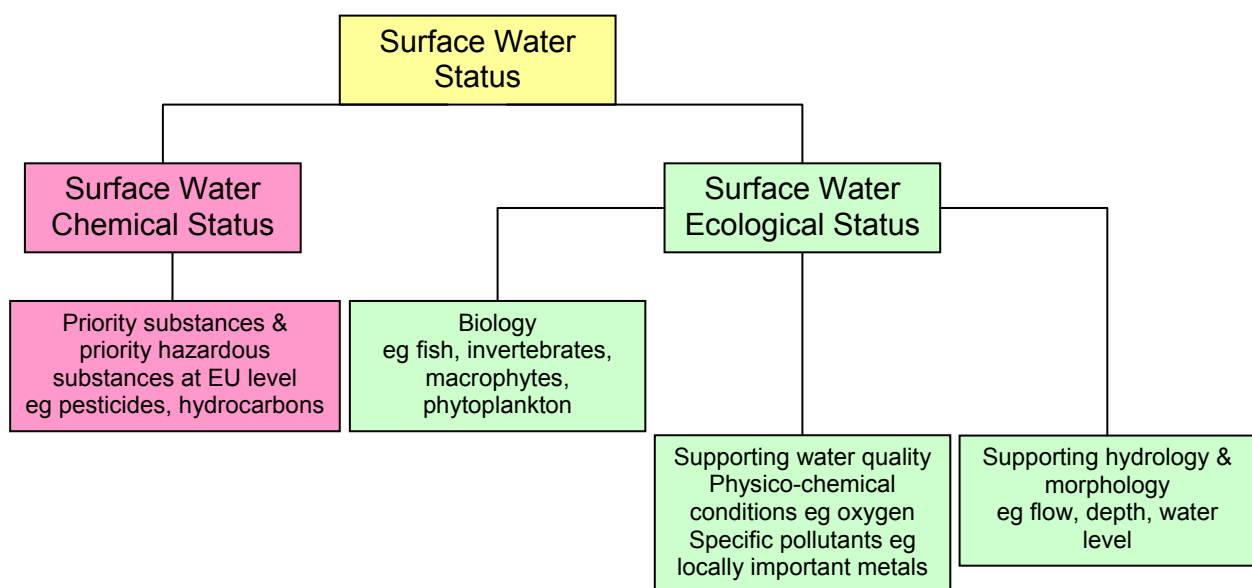 Surface Water
Status
Surface Water
Chemical Status
Surface Water
Ecological Status
Priority substances &
priority hazardous
substances at EU level
eg pesticides, hydrocarbons
Biology
eg fish, invertebrates,
macrophytes,
phytoplankton
Supporting water quality
Physico-chemical
conditions eg oxygen
Specific pollutants eg
locally important metals
Supporting hydrology &
morphology
eg flow, depth, water
level